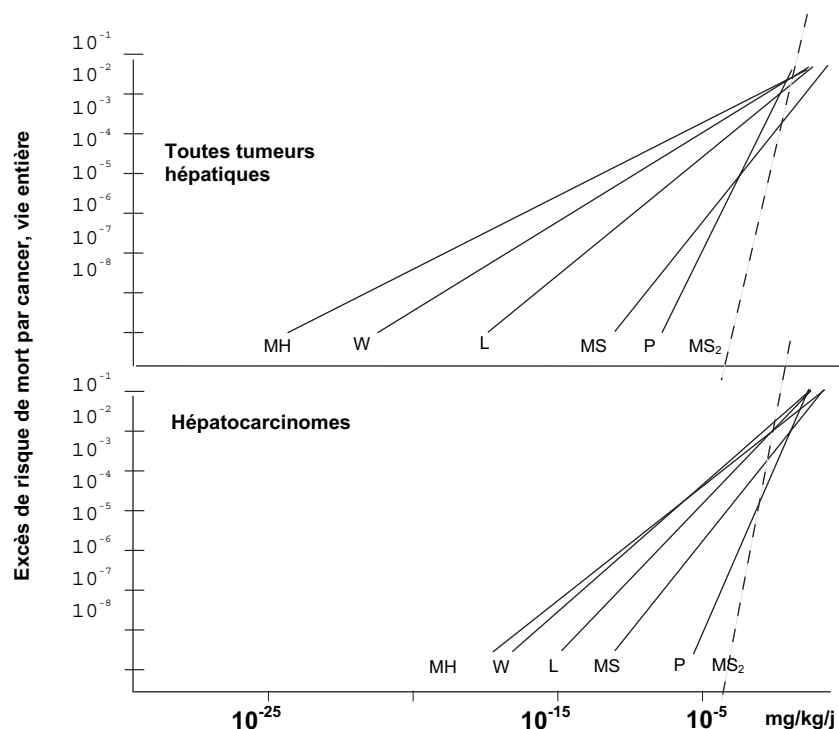 Excès de risque de mort par cancer, vie entière
10⁻¹
10⁻²
10⁻³
10⁻⁴
10⁻⁵
10⁻⁶
10⁻⁷
10⁻⁸
Toutes tumeurs
hépatiques
MH W L MS P MS₂
10⁻¹
10⁻²
10⁻³
10⁻⁴
10⁻⁵
10⁻⁶
10⁻⁷
10⁻⁸
Hépatocarcinomes
MH W L MS P MS₂
10⁻²⁵ 10⁻¹⁵ 10⁻⁵ mg/kg/j